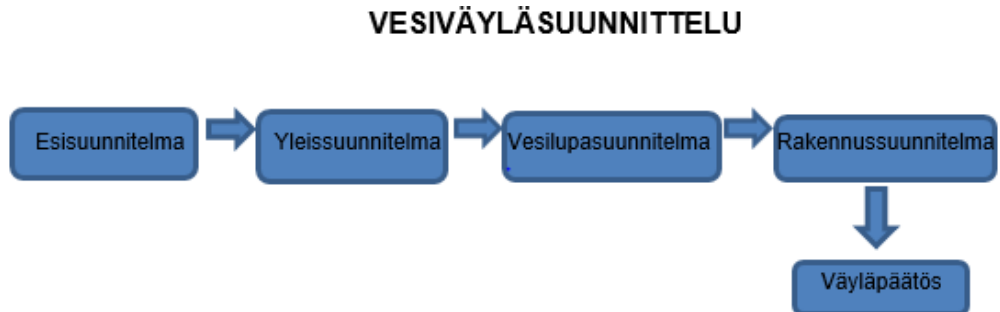 VESIVÄYLÄSUUNNITTELU
Esisuunnitelma
Yleissuunnitelma
Vesilupasuunnitelma
Rakennussuunnitelma
Väyläpäätös